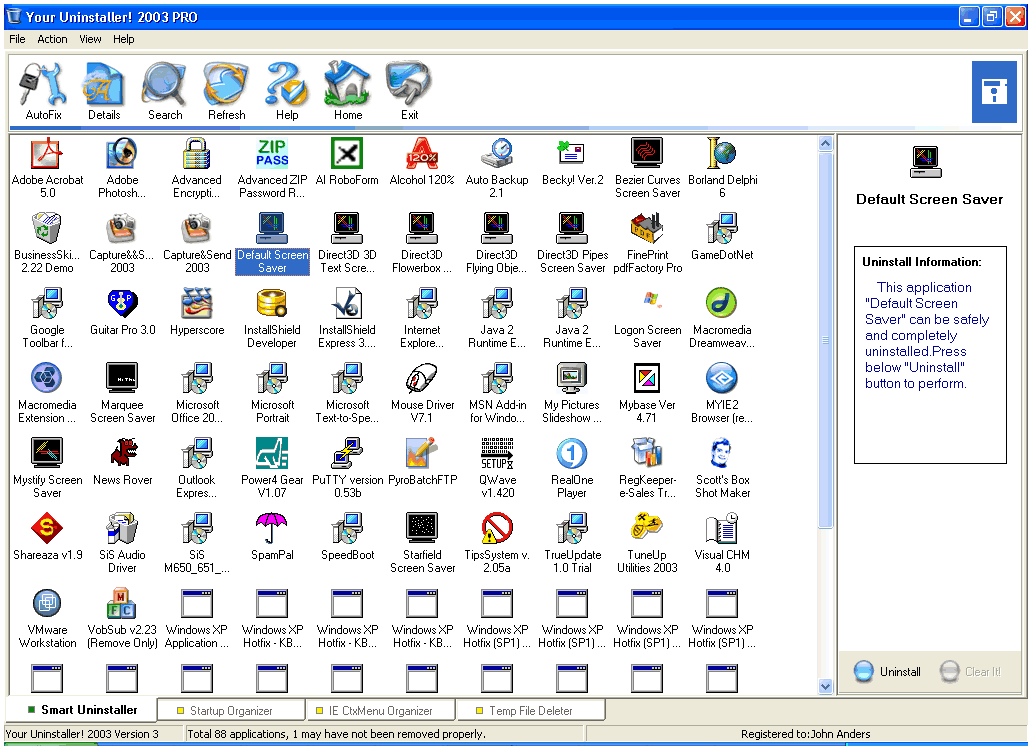 Your Uninstaller! 2003 PRO
File Action View Help
AutoFix Details Search Refresh Help Home Exit
Adobe Acrobat 5.0
Adobe Photosh...
Advanced Encrypti...
Advanced ZIP Password R...
AI RoboForm
Alcohol 120%
Auto Backup 2.1
Becky! Ver.2
Bezier Curves Screen Saver
Borland Delphi 6
BusinessSki... 2.22 Demo
Capture&&S... 2003
Capture&Send 2003
Default Screen Saver
Direct3D 3D Text Scre...
Direct3D Flowerbox ...
Direct3D Flying Obje...
Direct3D Pipes Screen Saver
FinePrint pdfFactory Pro
GameDotNet
Google Toolbar f...
Guitar Pro 3.0
Hyperscore
InstallShield Developer
InstallShield Express 3....
Internet Explore...
Java 2 Runtime E...
Java 2 Runtime E...
Logon Screen Saver
Macromedia Dreamweav...
Macromedia Extension ...
Marquee Screen Saver
Microsoft Office 20...
Microsoft Portrait
Microsoft Text-to-Spe...
Mouse Driver V7.1
MSN Add-in for Windo...
My Pictures Slideshow ...
Mybase Ver 4.71
MYIE2 Browser (re...
Mystify Screen Saver
News Rover
Outlook Expres...
Power4 Gear V1.07
PuTTY version 0.53b
PyroBatchFTP
QWave v1.420
RealOne Player
RegKeeper-e-Sales Tr...
Scott's Box Shot Maker
Shareaza v1.9
SiS Audio Driver
SiS M650_651_...
SpamPal
SpeedBoot
Starfield Screen Saver
TipsSystem v. 2.05a
TrueUpdate 1.0 Trial
TuneUp Utilities 2003
Visual CHM 4.0
VMware Workstation
VobSub v2.23 (Remove Only)
Windows XP Application ...
Windows XP Hotfix - KB...
Windows XP Hotfix - KB...
Windows XP Hotfix - KB...
Windows XP Hotfix (SP1) ...
Windows XP Hotfix (SP1) ...
Windows XP Hotfix (SP1) ...
Windows XP Hotfix (SP1) ...
ZIP
PASS
120%
SETUP
Default Screen Saver
Uninstall Information:
This application
"Default Screen
Saver" can be safely
and completely
uninstalled.Press
below "Uninstall"
button to perform.
Uninstall Clear It!
Smart Uninstaller Startup Organizer IE CtxMenu Organizer Temp File Deleter
Your Uninstaller! 2003 Version 3 Total 88 applications, 1 may have not been removed properly. Registered to:John Anders